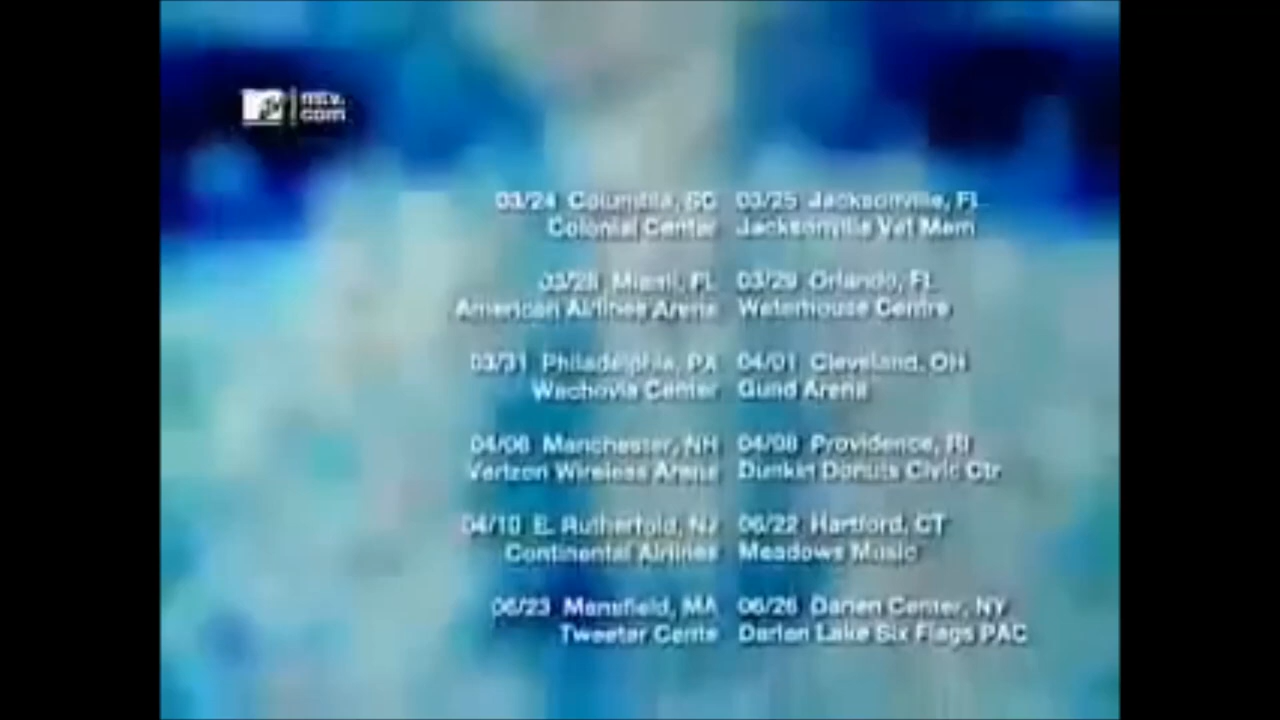 mtv.
com
03/24 Columbia, SC
Colonial Center
03/25 Jacksonville, FL
Jacksonville Vet Mem
03/28 Miami, FL
American Airlines Arena
03/29 Orlando, FL
Waterhouse Centre
03/31 Philadelphia, PA
Wachovia Center
04/01 Cleveland, OH
Gund Arena
04/06 Manchester, NH
Verizon Wireless Arena
04/08 Providence, RI
Dunkin Donuts Civic Ctr
04/10 E. Rutherford, NJ
Continental Airlines
06/22 Hartford, CT
Meadows Music
06/23 Mansfield, MA
Tweeter Cente
06/26 Darien Center, NY
Darien Lake Six Flags PAC